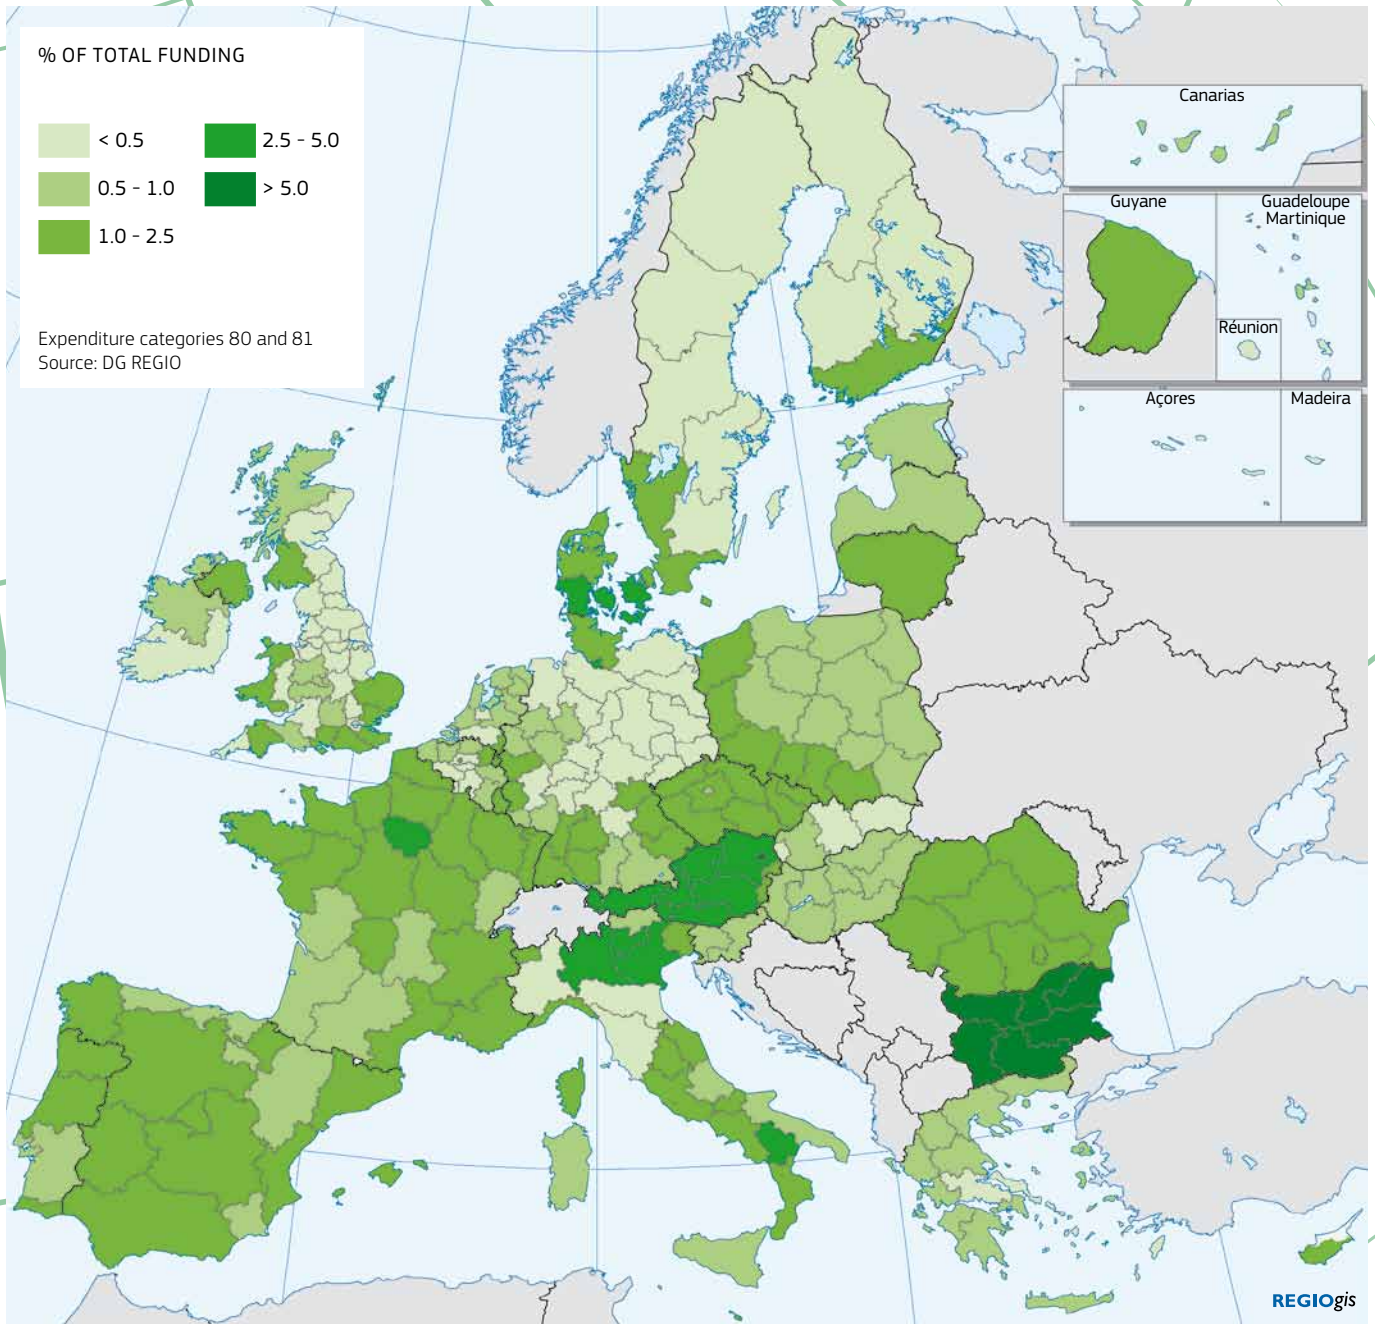 % OF TOTAL FUNDING
< 0.5
2.5 - 5.0
0.5 - 1.0
> 5.0
1.0 - 2.5
Expenditure categories 80 and 81
Source: DG REGIO
Canarias
Guyane
Guadeloupe
Martinique
Réunion
Açores
Madeira
REGIOgis